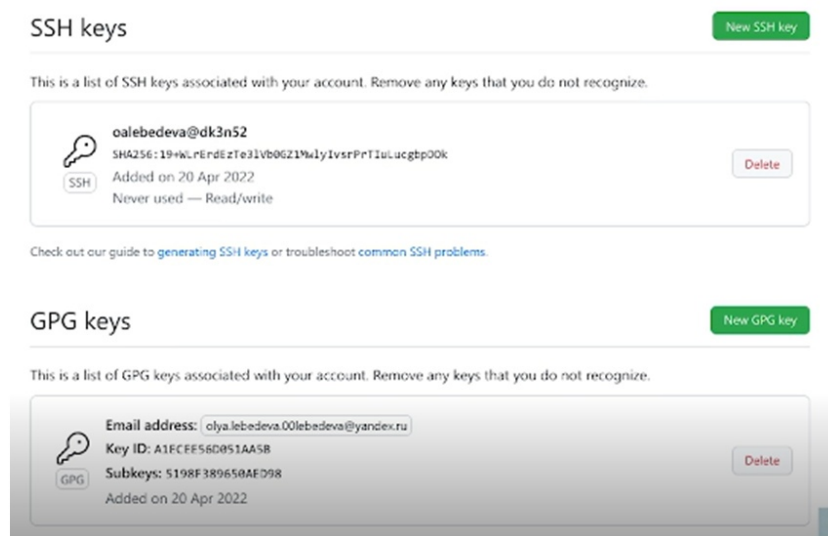 SSH keys
New SSH key
This is a list of SSH keys associated with your account. Remove any keys that you do not recognize.
oalebedeva@dk3n52
Added on 20 Apr 2022
Never used — Read/write
SSH
Delete
Check out our guide to generating SSH keys or troubleshoot common SSH problems.
GPG keys
New GPG key
This is a list of GPG keys associated with your account. Remove any keys that you do not recognize.
Email address: olya.lebedeva.00lebedeva@yandex.ru
Key ID: A1ECEE56D051AA5B
Subkeys: 5198F389650AED98
Added on 20 Apr 2022
GPG
Delete